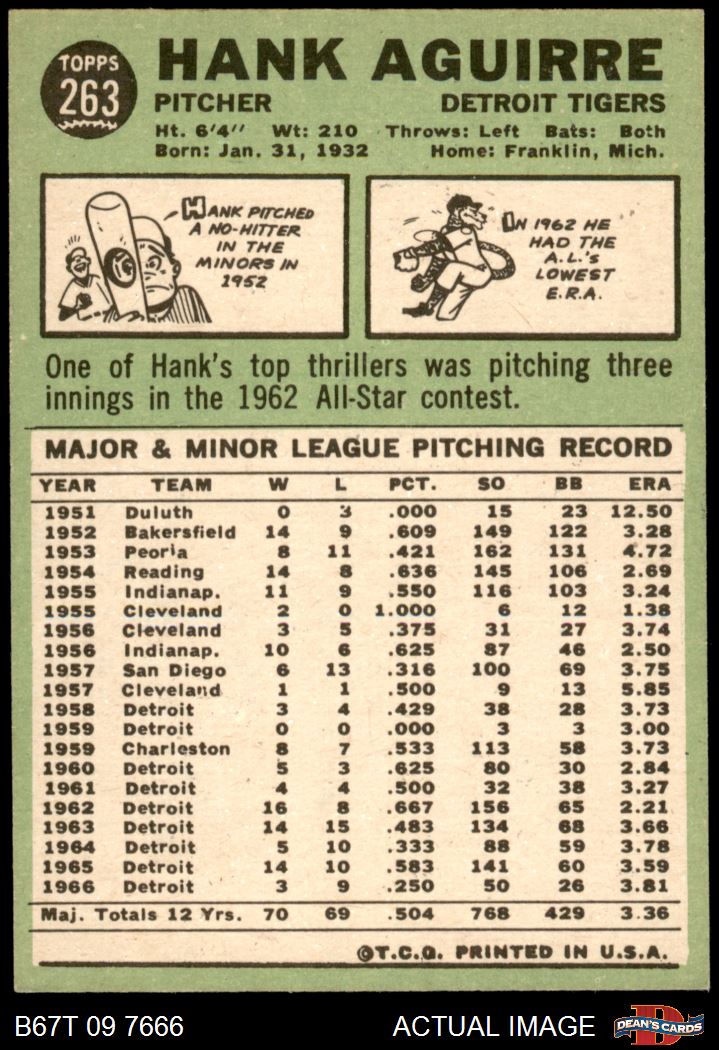 TOPPS
263
HANK AGUIRRE
PITCHER DETROIT TIGERS
Ht. 6'4" Wt: 210 Throws: Left Bats: Both
Born: Jan. 31, 1932 Home: Franklin, Mich.
HANK PITCHED
A NO-HITTER
IN THE
MINORS IN
1952
IN 1962 HE
HAD THE
A.L.'S
LOWEST
E.R.A.
One of Hank's top thrillers was pitching three
innings in the 1962 All-Star contest.
MAJOR & MINOR LEAGUE PITCHING RECORD
YEAR TEAM W L PCT. SO BB ERA
1951 Duluth 0 3 .000 15 23 12.50
1952 Bakersfield 14 9 .609 149 122 3.28
1953 Peoria 8 11 .421 162 131 4.72
1954 Reading 14 8 .636 145 106 2.69
1955 Indianap. 11 9 .550 116 103 3.24
1955 Cleveland 2 0 1.000 6 12 1.38
1956 Cleveland 3 5 .375 31 27 3.74
1956 Indianap. 10 6 .625 87 46 2.50
1957 San Diego 6 13 .316 100 69 3.75
1957 Cleveland 1 1 .500 9 13 5.85
1958 Detroit 3 4 .429 38 28 3.73
1959 Detroit 0 0 .000 3 3 3.00
1959 Charleston 8 7 .533 113 58 3.73
1960 Detroit 5 3 .625 80 30 2.84
1961 Detroit 4 4 .500 32 38 3.27
1962 Detroit 16 8 .667 156 65 2.21
1963 Detroit 14 15 .483 134 68 3.66
1964 Detroit 5 10 .333 88 59 3.78
1965 Detroit 14 10 .583 141 60 3.59
1966 Detroit 3 9 .250 50 26 3.81
Maj. Totals 12 Yrs. 70 69 .504 768 429 3.36
©T.C.G. PRINTED IN U.S.A.
B67T 09 7666 ACTUAL IMAGE DEAN'S CARDS